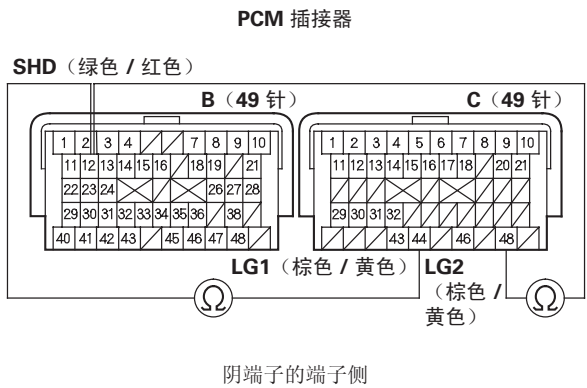 PCM 插接器
SHD（绿色 / 红色）
B（49 针） C（49 针）
1 2 3 4 7 8 9 10 1 2 3 4 5 6 7 8 9 10
11 12 13 14 15 16 18 19 21 11 12 13 14 15 16 17 18 20 21
22 23 24 26 27 28
29 30 31 32 33 34 35 36 38 29 30 31 32
40 41 42 43 45 46 47 48 43 44 46 48
LG1（棕色 / 黄色） LG2
（棕色 /
黄色）
Ω Ω
阴端子的端子侧